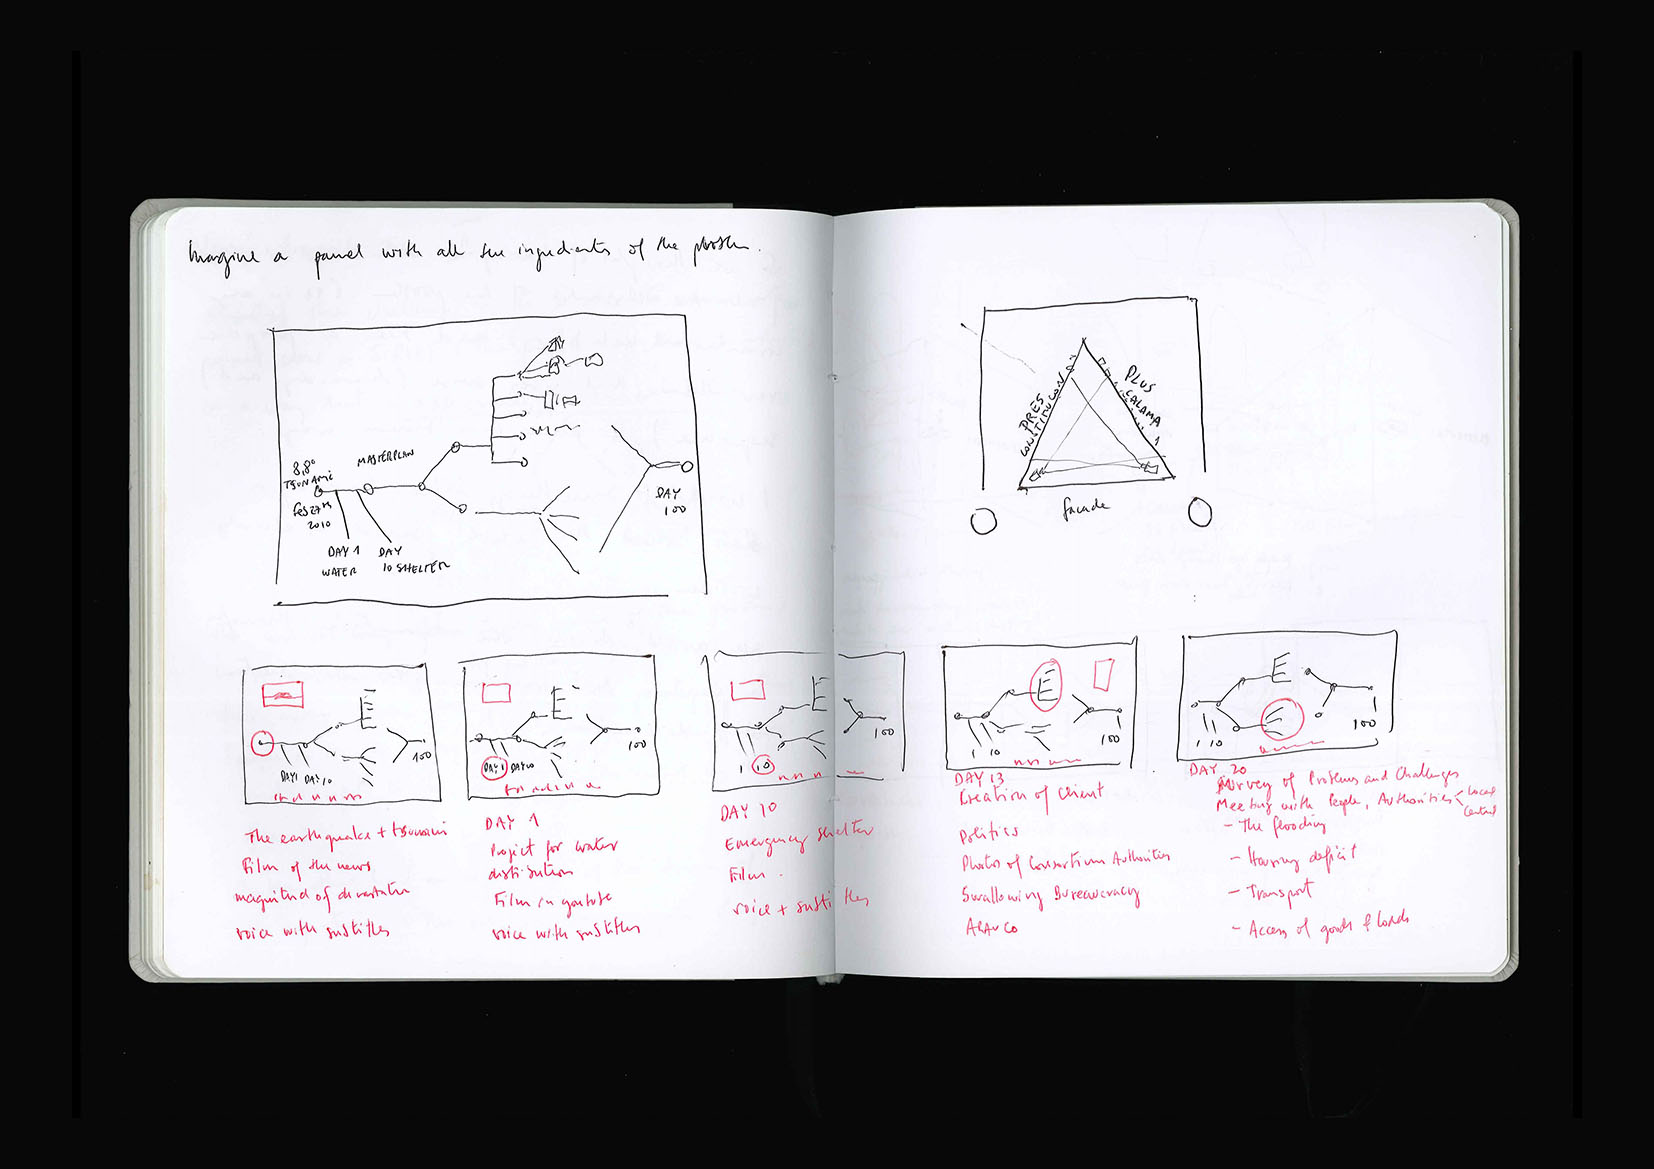 Imagine a panel with all the ingredients of the problem.
8,8°
TSUNAMI
Feb 27th
2010
MASTERPLAN
DAY 1
WATER
DAY
10 SHELTER
DAY
100
PRES
CONSTITUCION
PLUS
CALAMA
facade
DAY 1 DAY 10
100
The earthquake + tsunami
Film of the news
magnitud of devastation
voice with subtitles
DAY 1 DAY 10
100
DAY 1
Project for water
distribution
Film in youtube
voice with subtitles
1 10
100
DAY 10
Emergency shelter
Film.
voice + subtitles
1 10
100
DAY 13
Creation of Client
Politics
Photos of Consortium Authorities
Swallowing Bureaucracy
ARAUCO
1 10
100
DAY 20
Survey of Problems and Challenges
Meeting with People, Authorities < Local
Central
- The flooding
- Housing deficit
- Transport
- Access of goods & loads